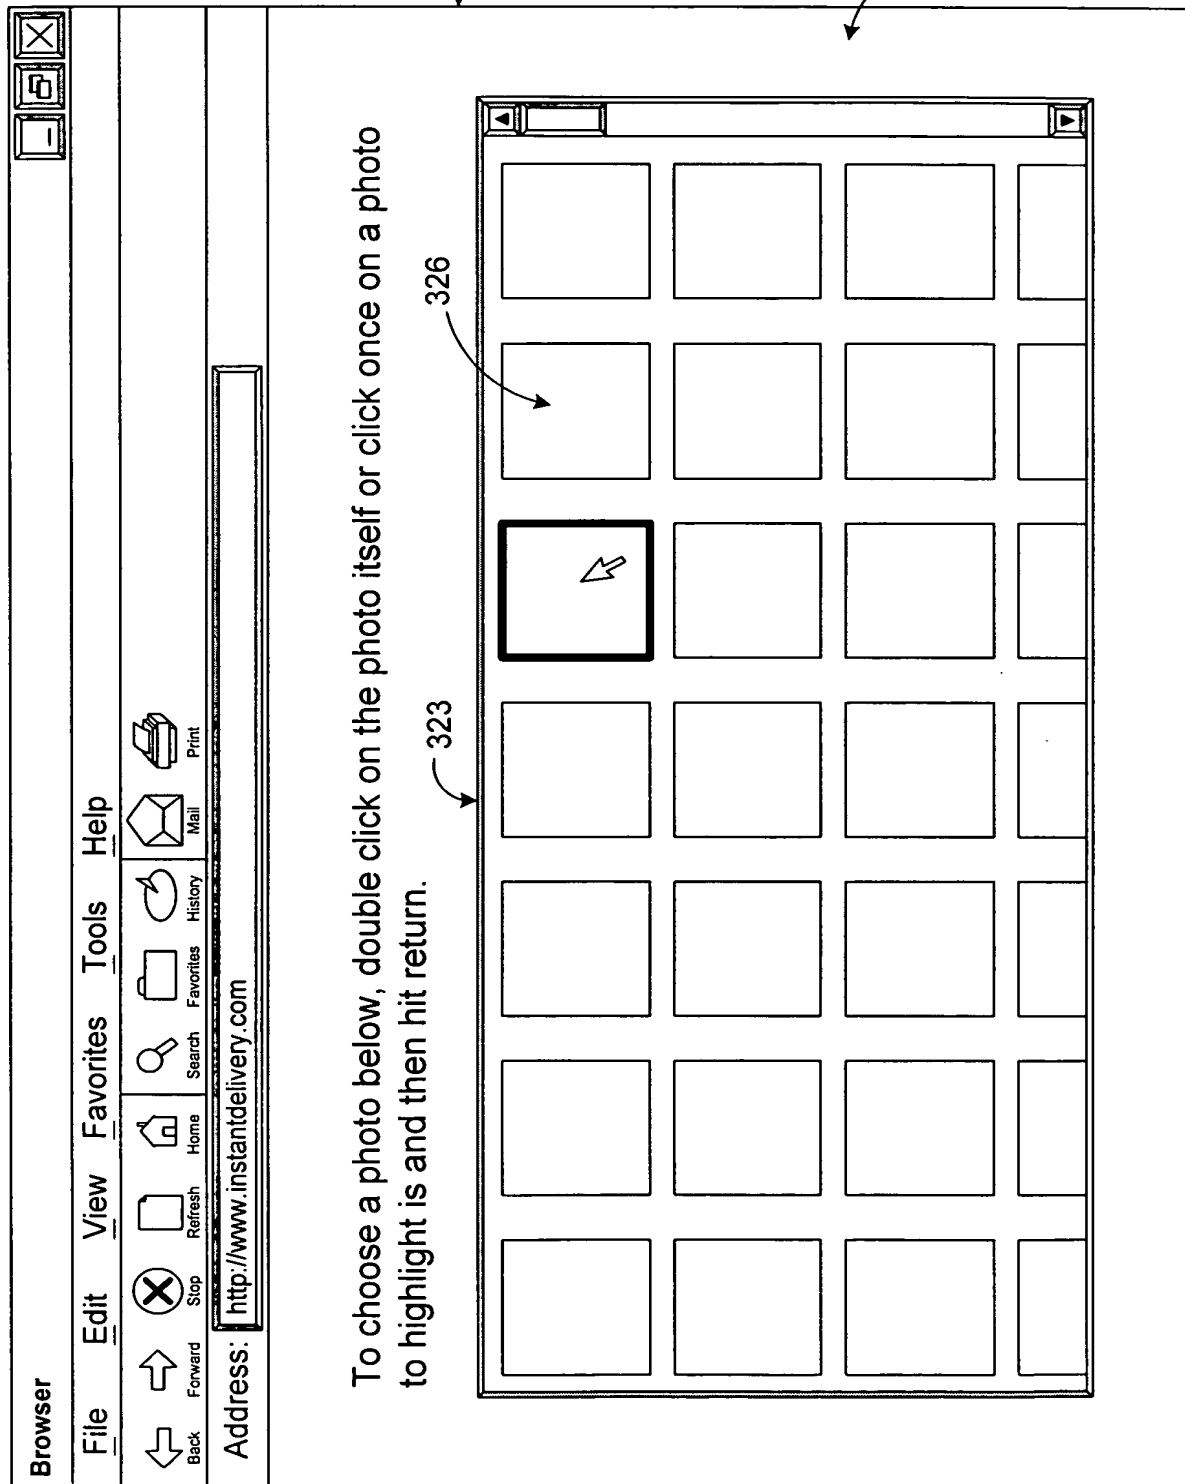 Browser
File Edit View Favorites Tools Help
Back Forward Stop Refresh Home Search Favorites History Mail Print
Address: http://www.instantdelivery.com
To choose a photo below, double click on the photo itself or click once on a photo
to highlight is and then hit return.
323
326